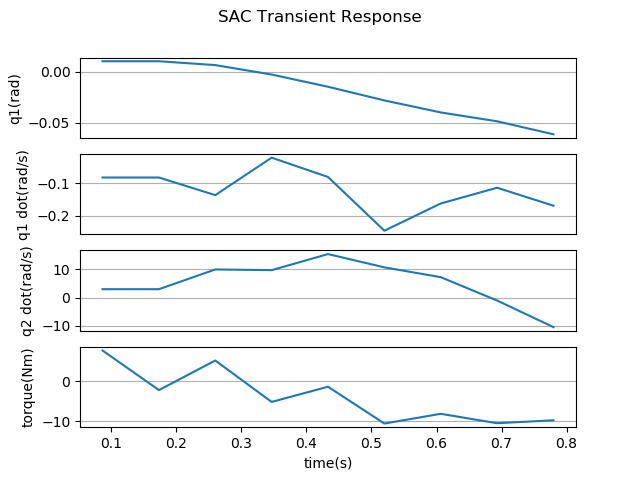 SAC Transient Response
q1(rad)
0.00
−0.05
q1 dot(rad/s)
−0.1
−0.2
q2 dot(rad/s)
10
0
−10
torque(Nm)
0
−10
0.1 0.2 0.3 0.4 0.5 0.6 0.7 0.8
time(s)